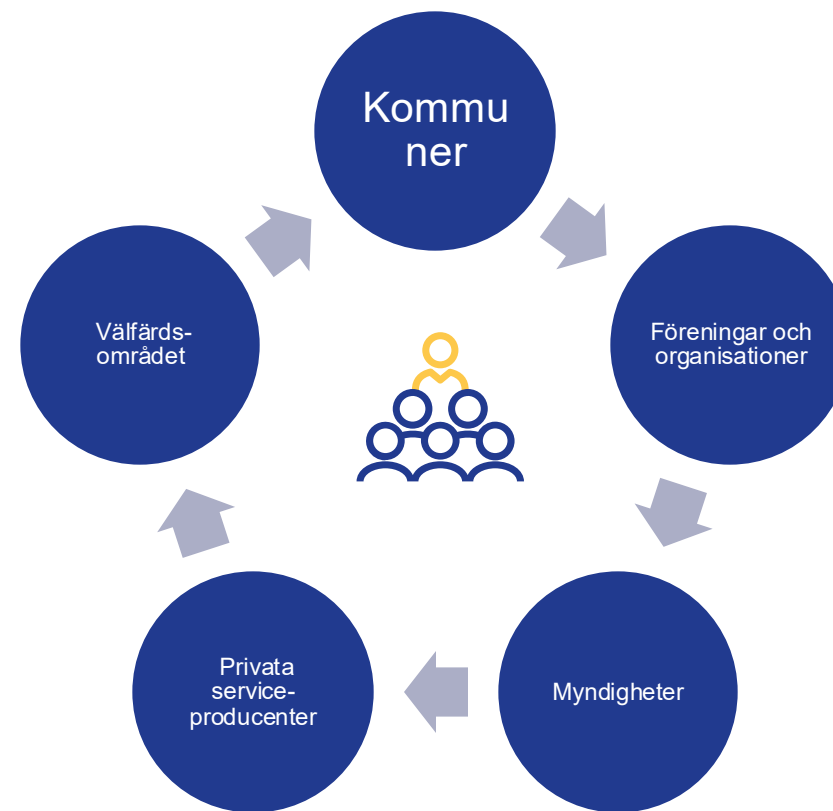 Kommu
ner
Föreningar och
organisationer
Myndigheter
Privata
service-
producenter
Välfärds-
området